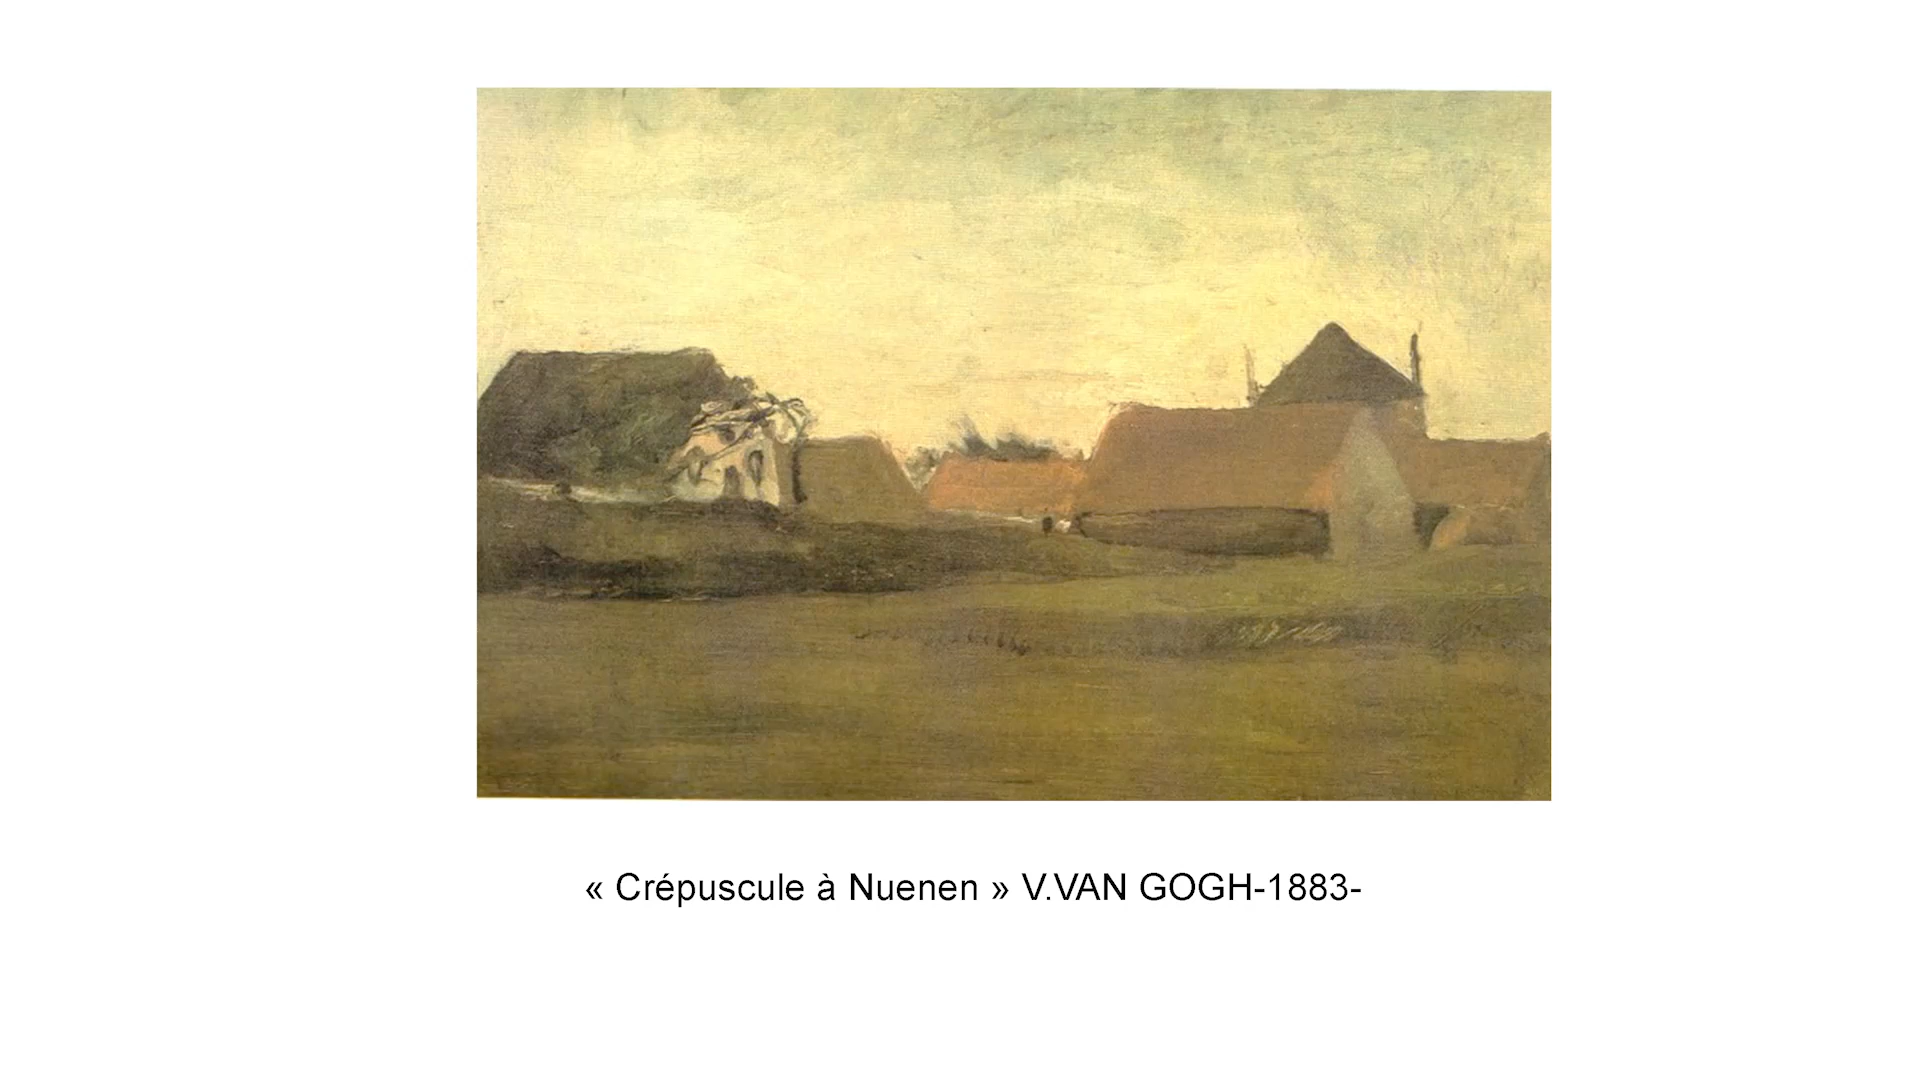 « Crépuscule à Nuenen » V.VAN GOGH-1883-